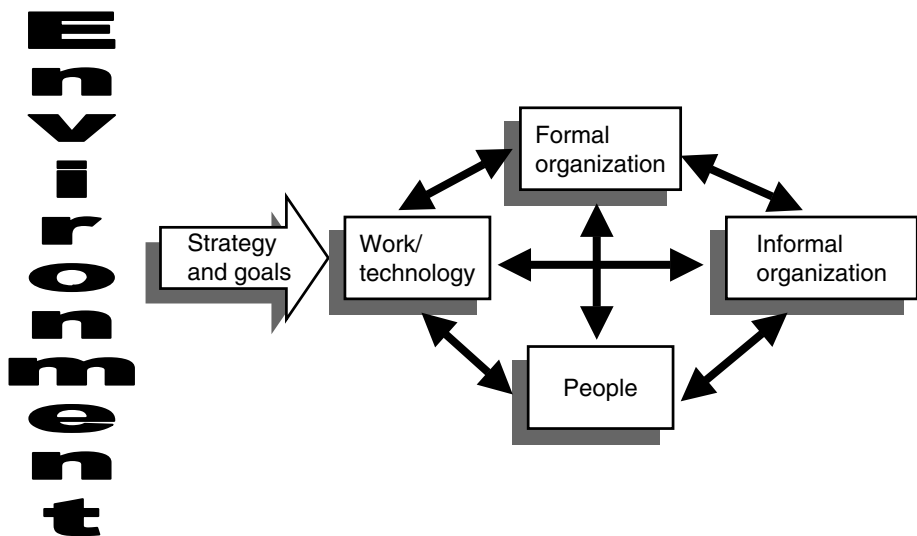 Environment
Formal
organization
Strategy
and goals
Work/
technology
Informal
organization
People